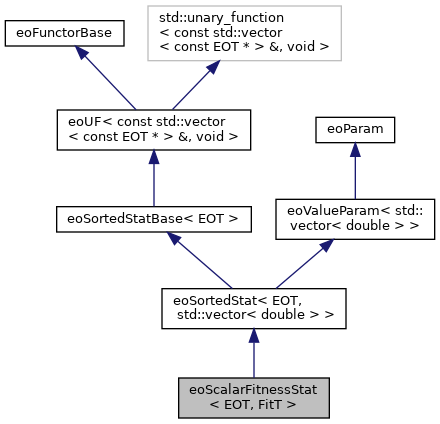 eoFunctorBase
std::unary_function
< const std::vector
< const EOT * > &, void >
eoUF< const std::vector
< const EOT * > &, void >
eoParam
eoSortedStatBase< EOT >
eoValueParam< std::
vector< double > >
eoSortedStat< EOT,
std::vector< double > >
eoScalarFitnessStat
< EOT, FitT >